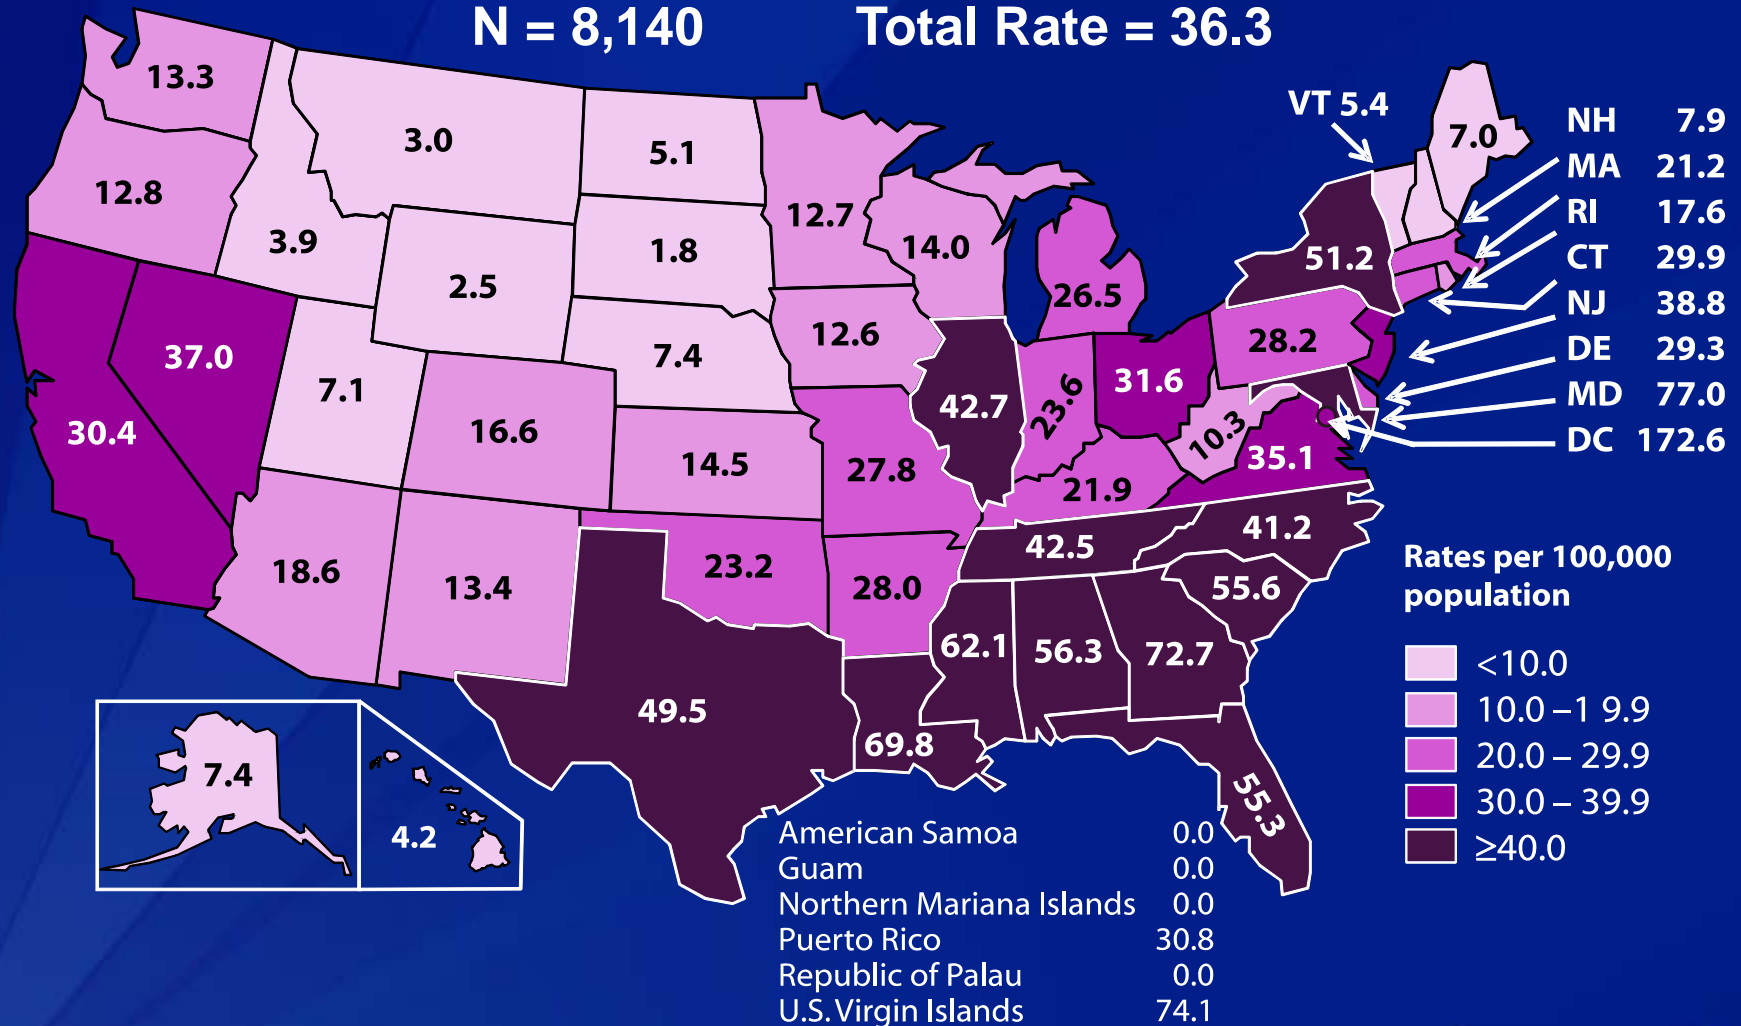 N = 8,140 Total Rate = 36.3
13.3
3.0
5.1
12.8
3.9
2.5
1.8
12.7
14.0
7.4
12.6
26.5
VT 5.4
7.0
51.2
NH 7.9
MA 21.2
RI 17.6
CT 29.9
NJ 38.8
DE 29.3
MD 77.0
DC 172.6
37.0
30.4
7.1
16.6
14.5
27.8
42.7
23.6
31.6
28.2
10.3
35.1
21.9
18.6
13.4
23.2
28.0
42.5
41.2
55.6
62.1
56.3
72.7
49.5
69.8
55.3
7.4
4.2
Rates per 100,000
population
<10.0
10.0 –1 9.9
20.0 – 29.9
30.0 – 39.9
≥40.0
American Samoa 0.0
Guam 0.0
Northern Mariana Islands 0.0
Puerto Rico 30.8
Republic of Palau 0.0
U.S. Virgin Islands 74.1